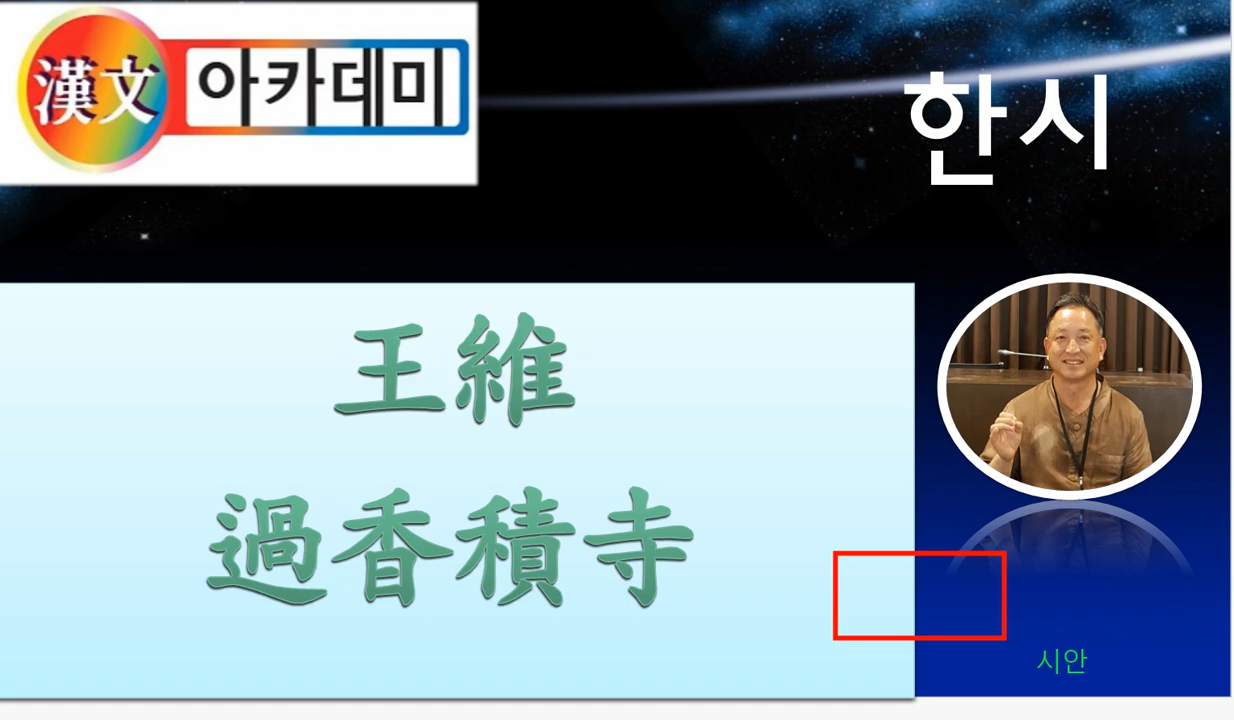 漢文 아카데미
한시
王維
過香積寺
시안